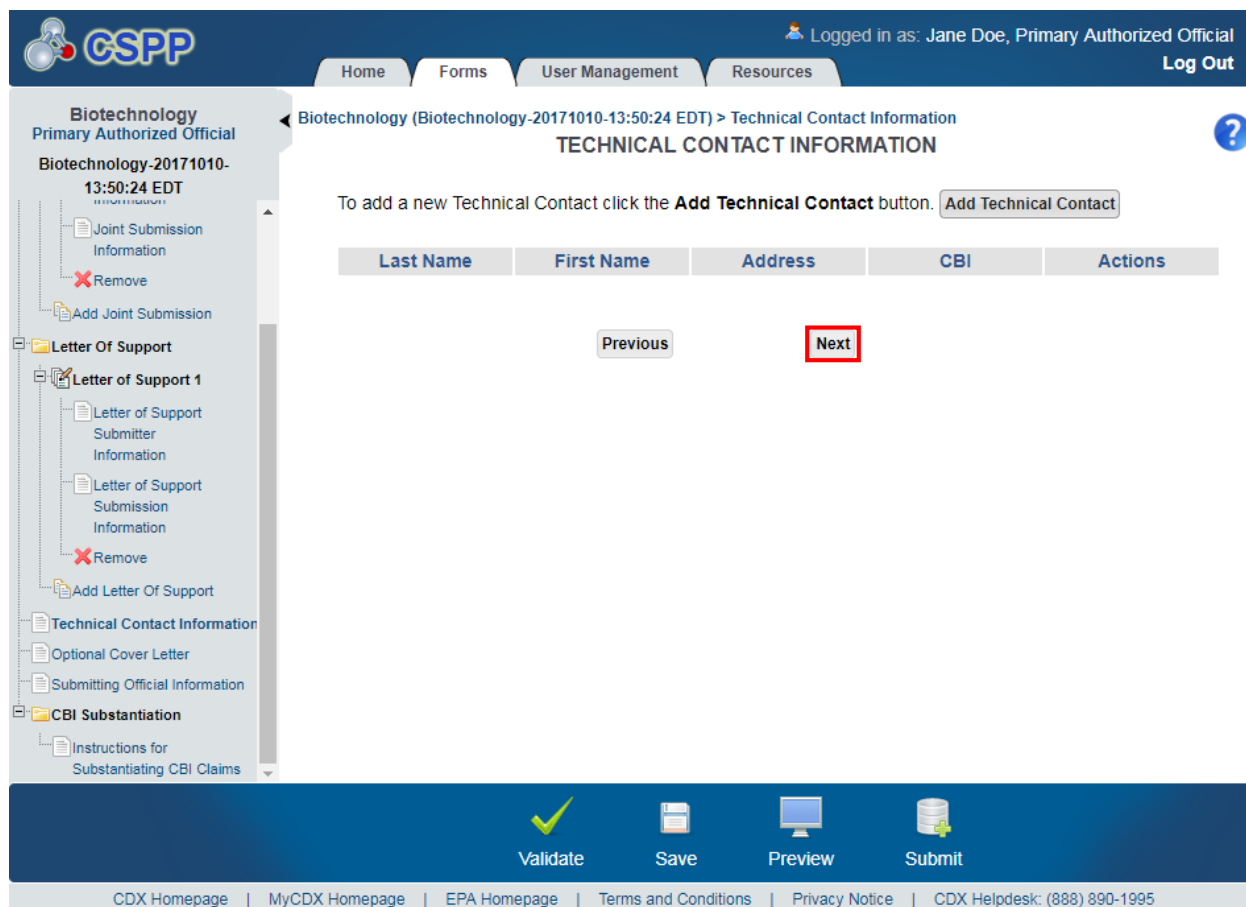 CSPP
Logged in as: Jane Doe, Primary Authorized Official
Log Out
Home Forms User Management Resources
Biotechnology
Primary Authorized Official
Biotechnology-20171010-
13:50:24 EDT
Information
Joint Submission
Information
Remove
Add Joint Submission
Letter Of Support
Letter of Support 1
Letter of Support
Submitter
Information
Letter of Support
Submission
Information
Remove
Add Letter Of Support
Technical Contact Information
Optional Cover Letter
Submitting Official Information
CBI Substantiation
Instructions for
Substantiating CBI Claims
Biotechnology (Biotechnology-20171010-13:50:24 EDT) > Technical Contact Information
TECHNICAL CONTACT INFORMATION
?
To add a new Technical Contact click the Add Technical Contact button. Add Technical Contact
Last Name First Name Address CBI Actions
Previous Next
Validate Save Preview Submit
CDX Homepage | MyCDX Homepage | EPA Homepage | Terms and Conditions | Privacy Notice | CDX Helpdesk: (888) 890-1995